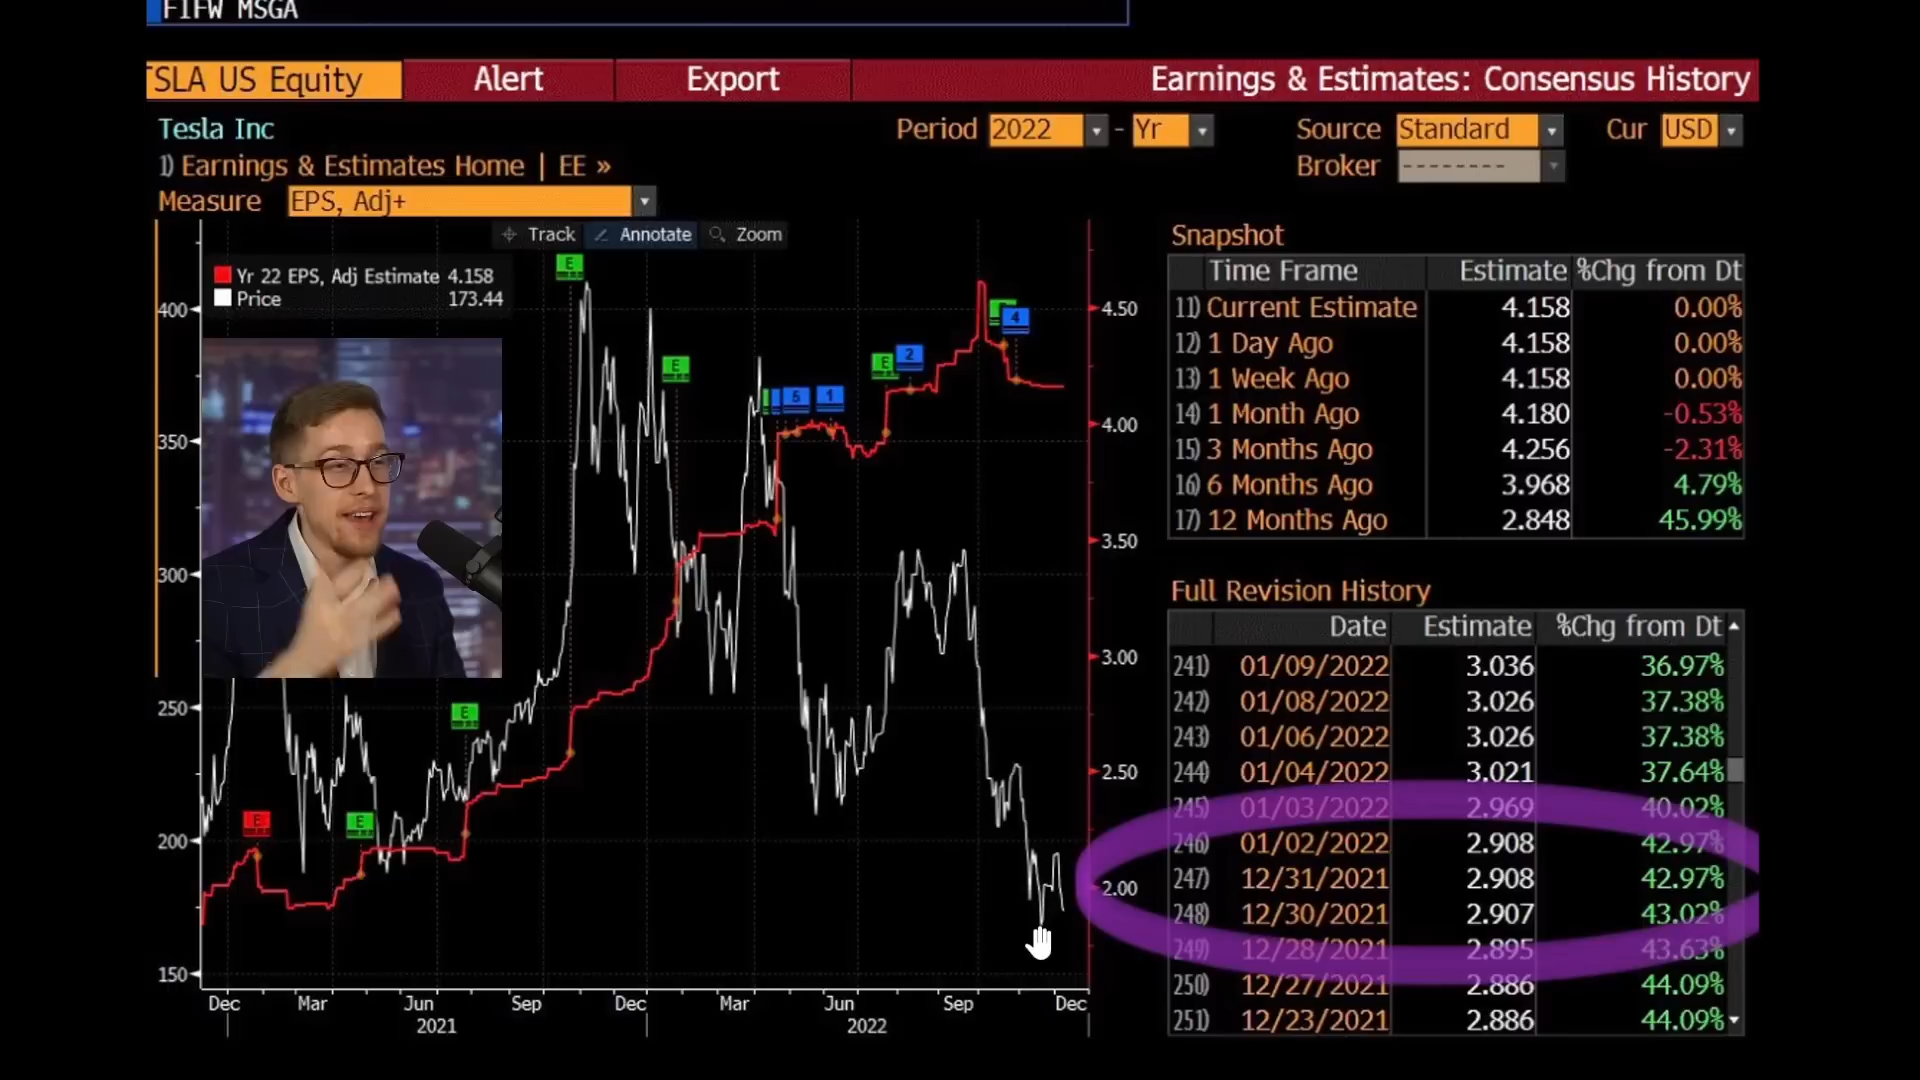 FIFW MSGA
TSLA US Equity Alert Export Earnings & Estimates: Consensus History
Tesla Inc Period 2022 - Yr Source Standard Cur USD
1) Earnings & Estimates Home | EE » Broker --------
Measure EPS, Adj+
Track Annotate Zoom
Yr 22 EPS, Adj Estimate 4.158
Price 173.44
400
350
300
250
200
150
4.50
4.00
3.50
3.00
2.50
2.00
E
E
E
E
E
5
1
E
2
4
E
Dec Mar Jun Sep Dec Mar Jun Sep Dec
2021 2022
Snapshot
Time Frame Estimate %Chg from Dt
11) Current Estimate 4.158 0.00%
12) 1 Day Ago 4.158 0.00%
13) 1 Week Ago 4.158 0.00%
14) 1 Month Ago 4.180 -0.53%
15) 3 Months Ago 4.256 -2.31%
16) 6 Months Ago 3.968 4.79%
17) 12 Months Ago 2.848 45.99%
Full Revision History
Date Estimate %Chg from Dt
241) 01/09/2022 3.036 36.97%
242) 01/08/2022 3.026 37.38%
243) 01/06/2022 3.026 37.38%
244) 01/04/2022 3.021 37.64%
245) 01/03/2022 2.969 40.02%
246) 01/02/2022 2.908 42.97%
247) 12/31/2021 2.908 42.97%
248) 12/30/2021 2.907 43.02%
249) 12/28/2021 2.895 43.63%
250) 12/27/2021 2.886 44.09%
251) 12/23/2021 2.886 44.09%